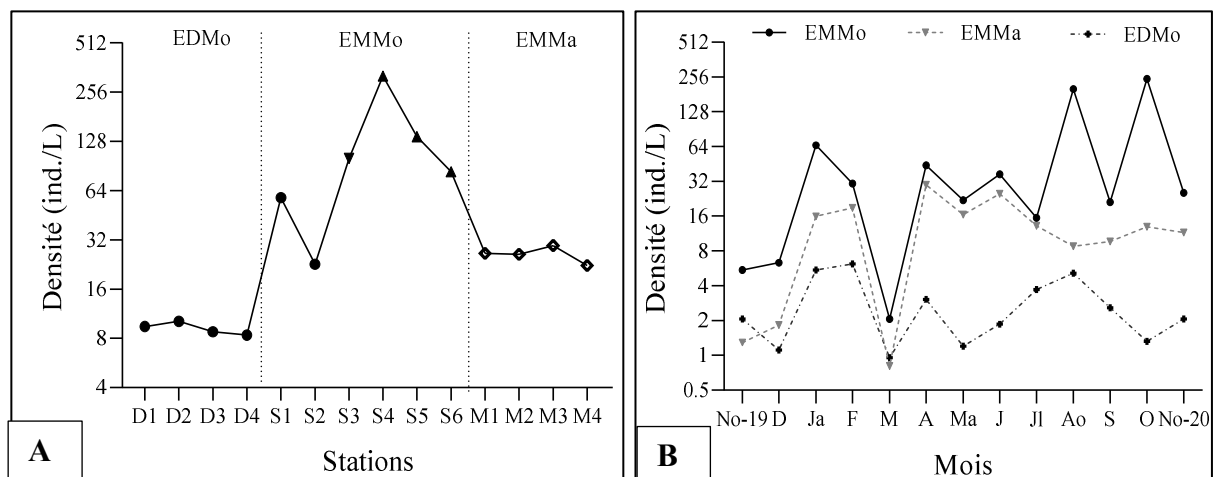 EDMo EMMo EMMa
Densité (ind./L)
512
256
128
64
32
16
8
4
D1 D2 D3 D4 S1 S2 S3 S4 S5 S6 M1 M2 M3 M4
Stations
A
EMMo EMMa EDMo
Densité (ind./L)
512
256
128
64
32
16
8
4
2
1
0.5
No-19 D Ja F M A Ma J Jl Ao S O No-20
Mois
B